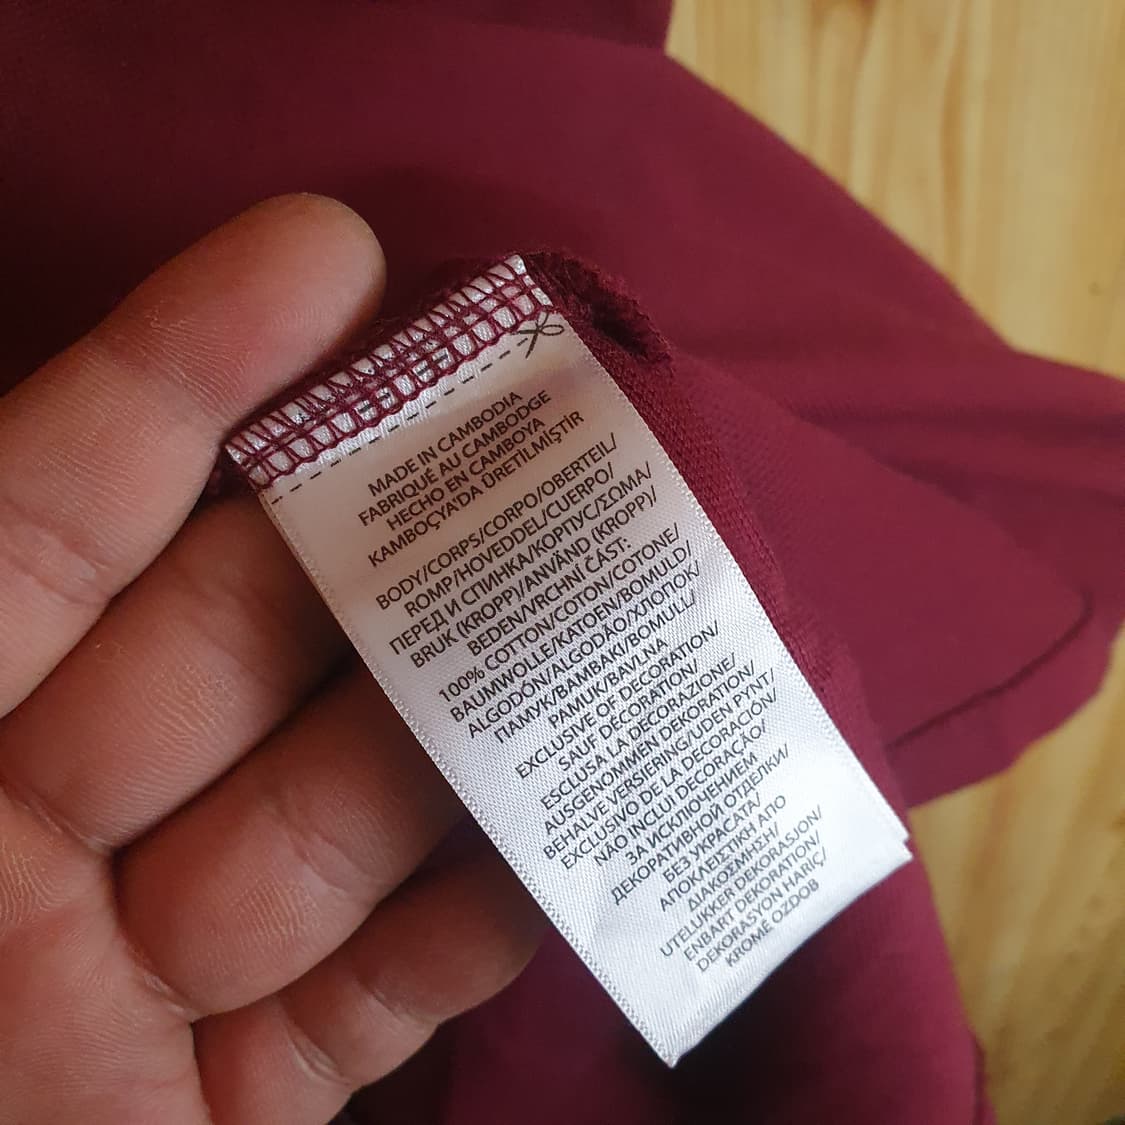 MADE IN CAMBODIA
FABRIQUÉ AU CAMBODGE
HECHO EN CAMBOYA
KAMBOÇYA'DA ÜRETİLMİŞTİR
BODY/CORPS/CORPO/OBERTEIL/
ROMP/HOVEDDEL/CUERPO/
ПЕРЕД И СПИНКА/КОРПУС/ΣΩΜΑ/
BRUK (KROPP)/ANVÄND (KROPP)/
BEDEN/VRCHNÍ ČÁST:
100% COTTON/COTON/COTONE/
BAUMWOLLE/KATOEN/BOMULD/
ALGODÓN/ALGODÃO/ХЛОПОК/
ПАМУК/ΒΑΜΒΑΚΙ/BOMULL/
PAMUK/BAVLNA
EXCLUSIVE OF DECORATION/
SAUF DÉCORATION/
ESCLUSA LA DECORAZIONE/
AUSGENOMMEN DEKORATION/
BEHALVE VERSIERING/UDEN PYNT/
EXCLUSIVO DE LA DECORACIÓN/
NÃO INCLUI DECORAÇÃO/
ЗА ИСКЛЮЧЕНИЕМ
ДЕКОРАТИВНОЙ ОТДЕЛКИ/
БЕЗ УКРАСАТА/
ΑΠΟΚΛΕΙΣΤΙΚΗ ΑΠΟ
ΔΙΑΚΟΣΜΗΣΗ/
UTELUKKER DEKORASJON/
ENBART DEKORATION/
DEKORASYON HARİÇ/
KROMĚ OZDOB